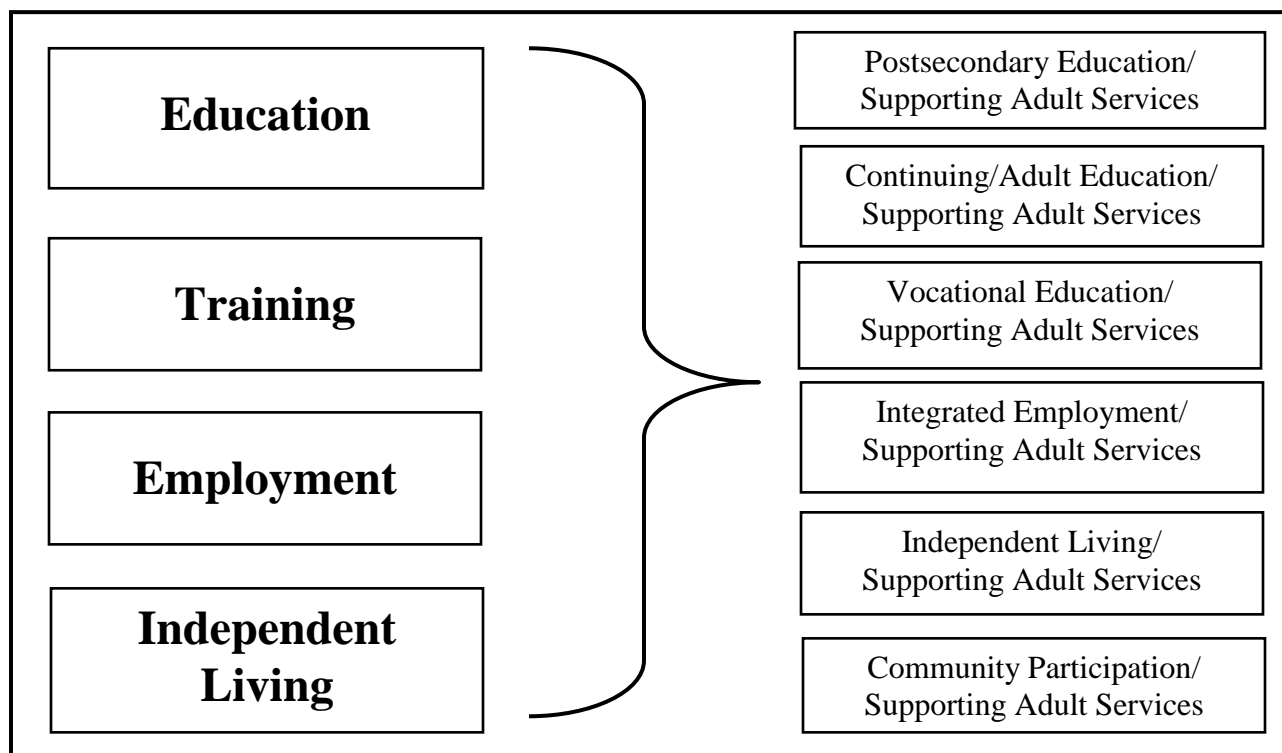 Education
Training
Employment
Independent
Living
Postsecondary Education/
Supporting Adult Services
Continuing/Adult Education/
Supporting Adult Services
Vocational Education/
Supporting Adult Services
Integrated Employment/
Supporting Adult Services
Independent Living/
Supporting Adult Services
Community Participation/
Supporting Adult Services